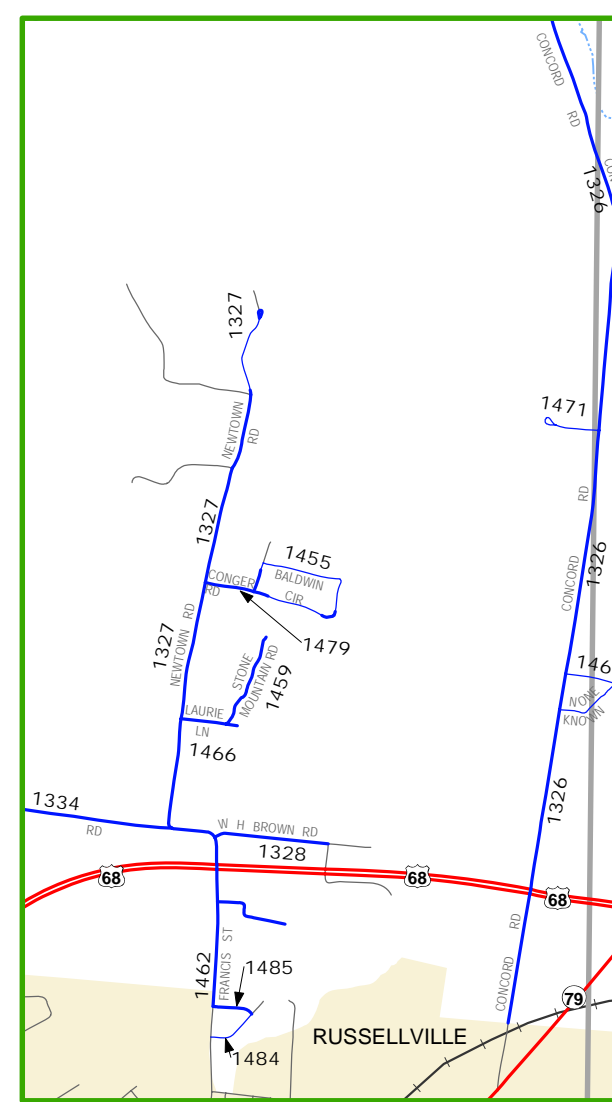 CONCORD
RD
1326
1327
NEWTOWN
RD
1471
RD
1327
1326
CONCORD
1455
CONGER
RD
BALDWIN
CIR
1479
1327
NEWTOWN RD
STONE
MOUNTAIN RD
1459
146
NONE
KNOWN
LAURIE
LN
1466
1326
1334
RD
W H BROWN RD
1328
68
68
68
RD
CONCORD
FRANCIS ST
1462
1485
79
RUSSELLVILLE
1484